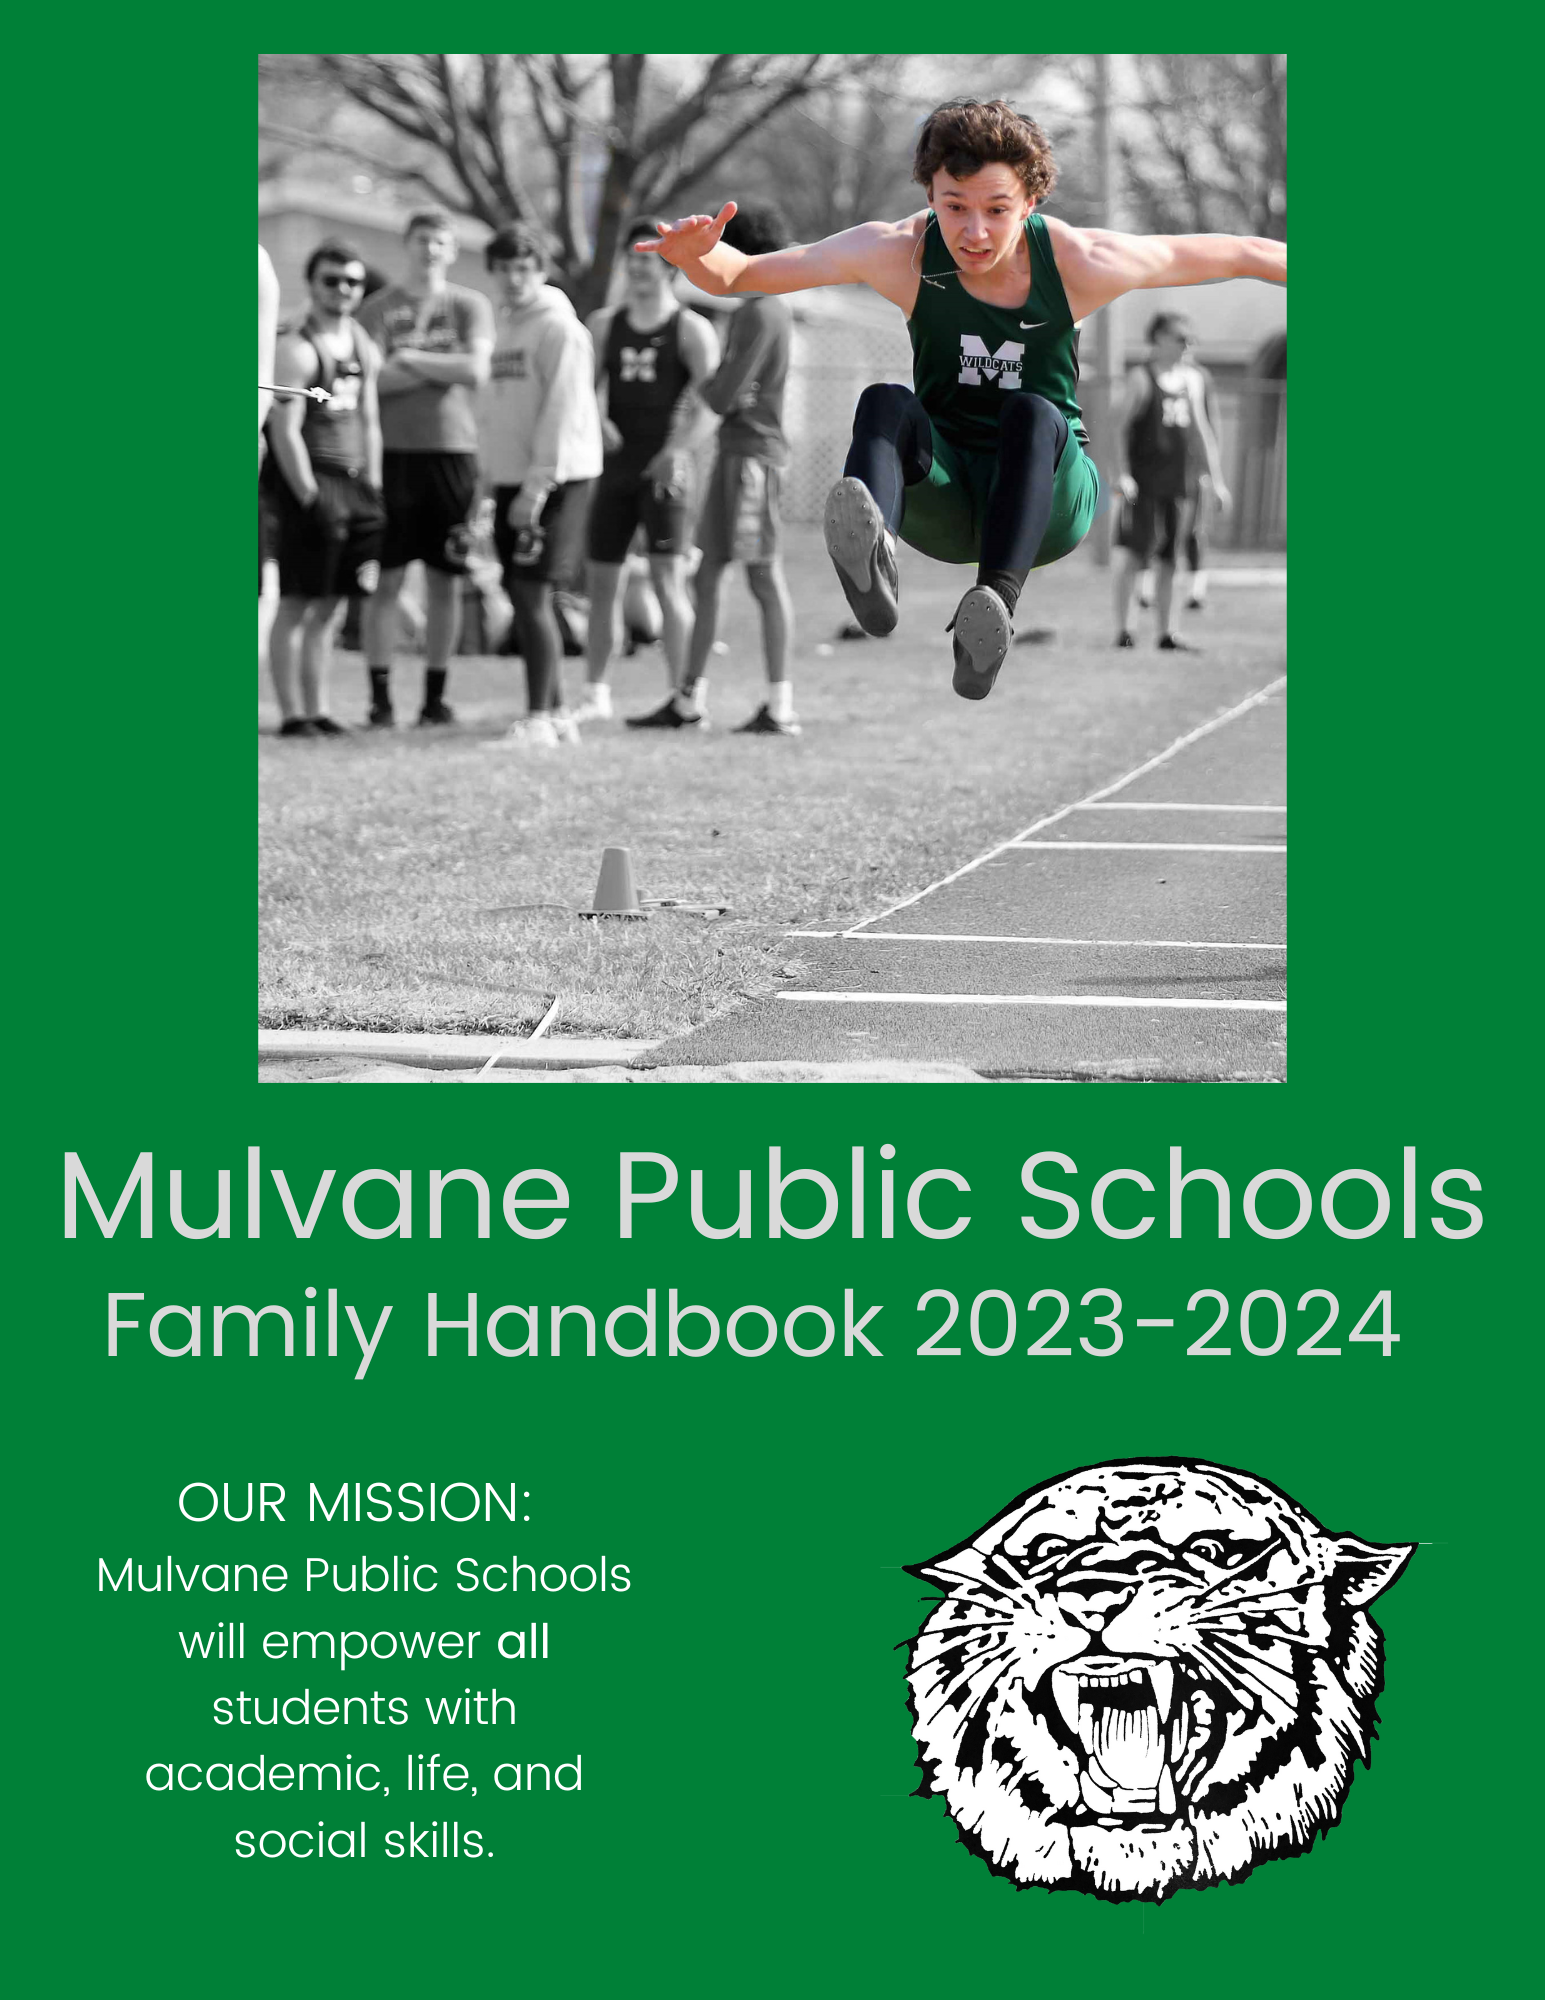 M
WILDCATS
Mulvane Public Schools
Family Handbook 2023-2024
OUR MISSION:
Mulvane Public Schools
will empower all
students with
academic, life, and
social skills.